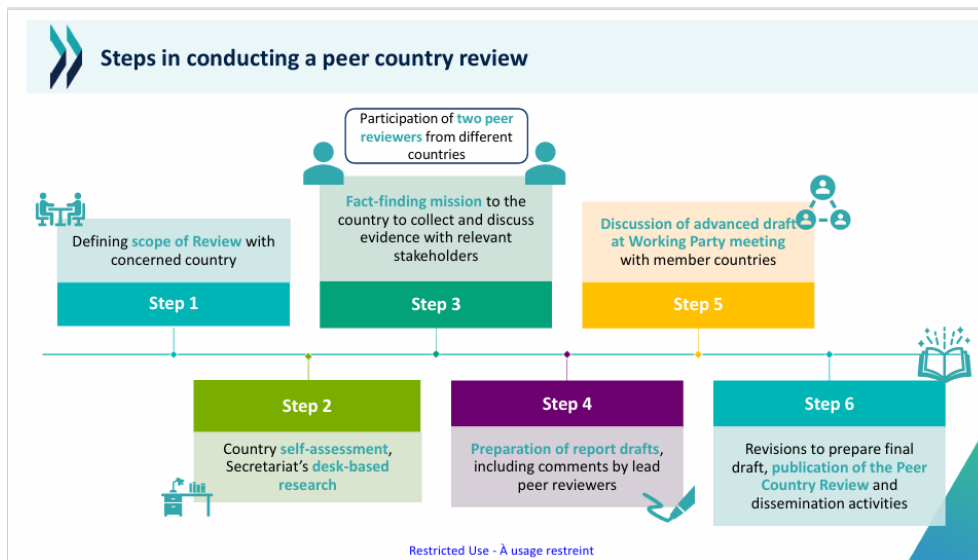 Steps in conducting a peer country review
Participation of two peer
reviewers from different
countries
Defining scope of Review with
concerned country
Step 1
Fact-finding mission to the
country to collect and discuss
evidence with relevant
stakeholders
Step 3
Discussion of advanced draft
at Working Party meeting
with member countries
Step 5
Step 2
Country self-assessment,
Secretariat's desk-based
research
Step 4
Preparation of report drafts,
including comments by lead
peer reviewers
Step 6
Revisions to prepare final
draft, publication of the Peer
Country Review and
dissemination activities
Restricted Use - À usage restreint